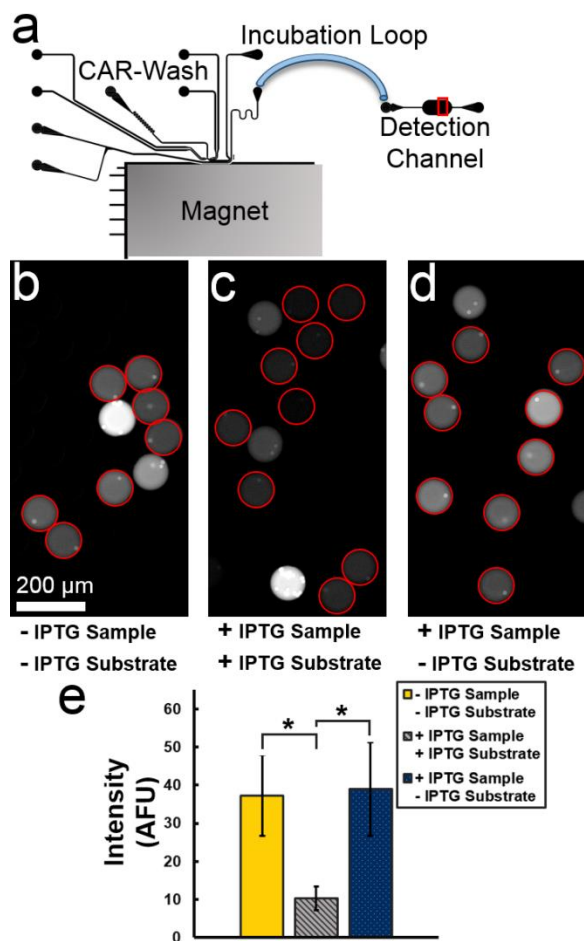 a
Incubation Loop
CAR-Wash
Detection
Channel
Magnet
b
c
d
200 µm
- IPTG Sample
- IPTG Substrate
+ IPTG Sample
+ IPTG Substrate
+ IPTG Sample
- IPTG Substrate
e
Intensity
(AFU)
60
50
40
30
20
10
0
*
*
- IPTG Sample
- IPTG Substrate
+ IPTG Sample
+ IPTG Substrate
+ IPTG Sample
- IPTG Substrate